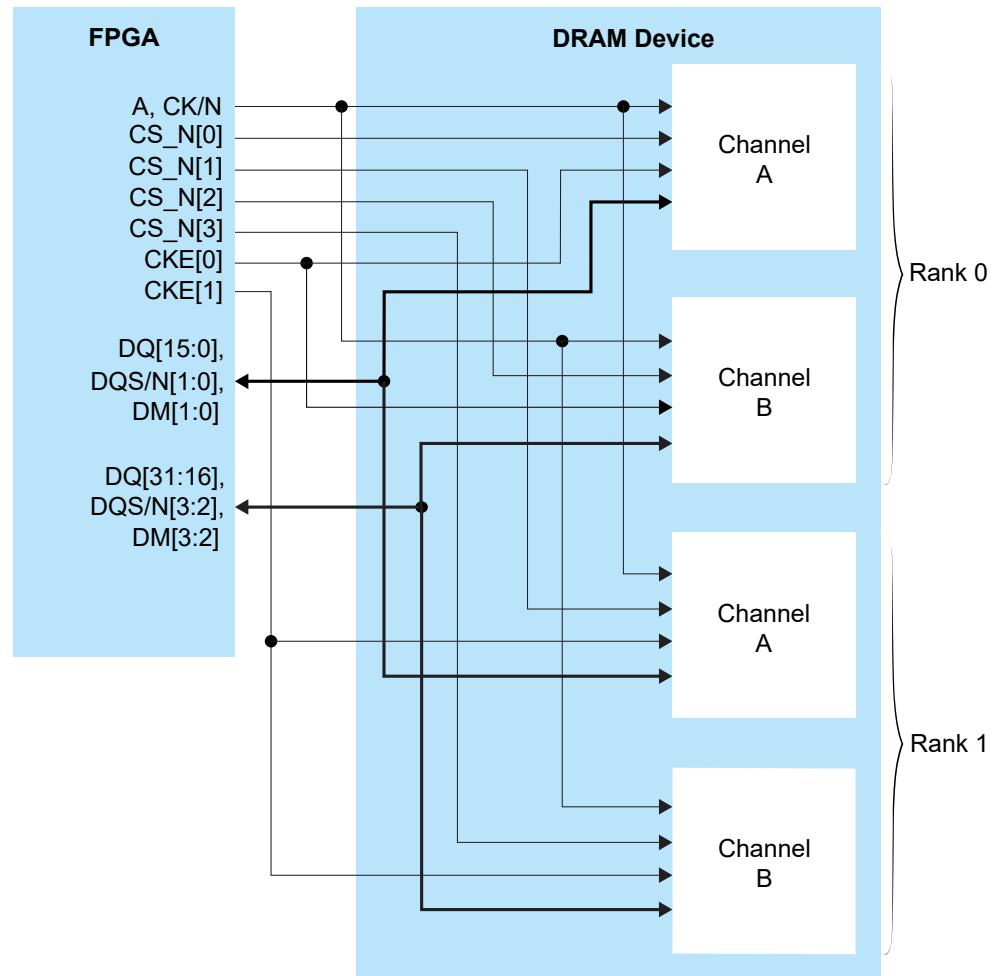 FPGA
A, CK/N
CS_N[0]
CS_N[1]
CS_N[2]
CS_N[3]
CKE[0]
CKE[1]
DQ[15:0],
DQS/N[1:0],
DM[1:0]
DQ[31:16],
DQS/N[3:2],
DM[3:2]
DRAM Device
Channel
A
Channel
B
Rank 0
Channel
A
Channel
B
Rank 1